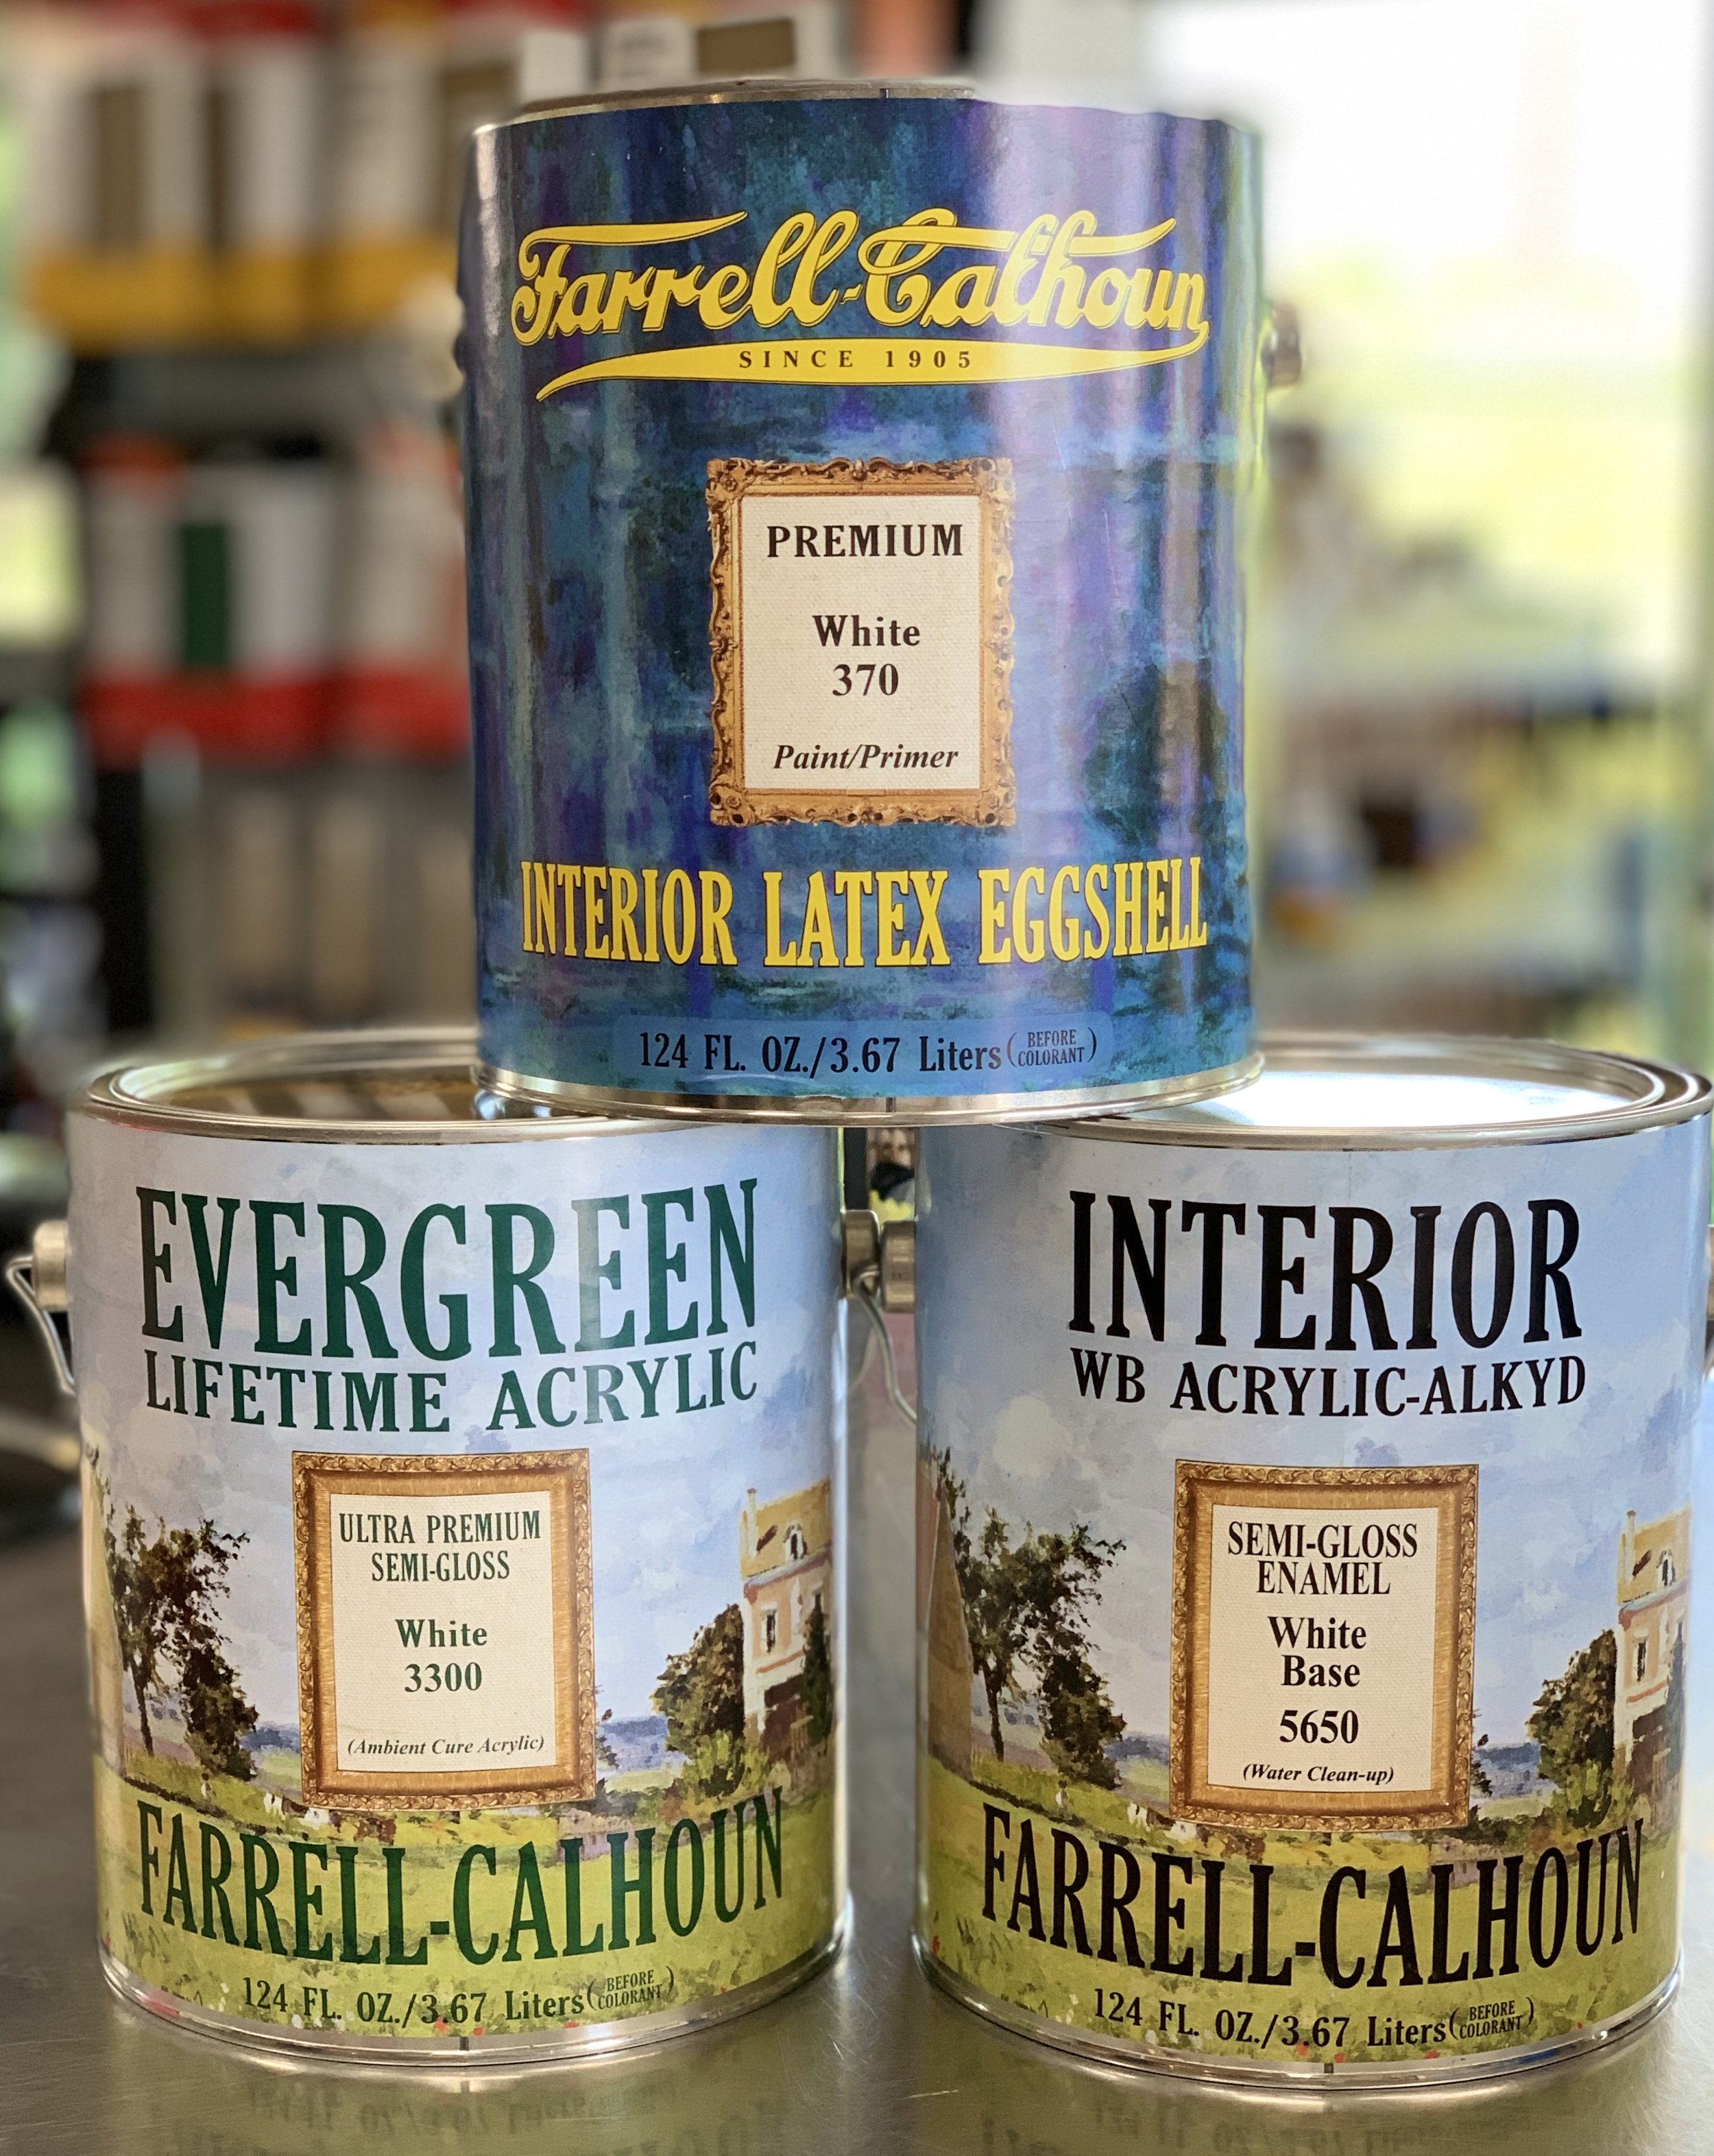 Farrell-Calhoun
SINCE 1905
PREMIUM
White
370
Paint/Primer
INTERIOR LATEX EGGSHELL
124 FL. OZ./3.67 Liters (BEFORE
COLORANT)
EVERGREEN
LIFETIME ACRYLIC
ULTRA PREMIUM
SEMI-GLOSS
White
3300
(Ambient Cure Acrylic)
FARRELL-CALHOUN
124 FL. OZ./3.67 Liters (BEFORE
COLORANT)
INTERIOR
WB ACRYLIC-ALKYD
SEMI-GLOSS
ENAMEL
White
Base
5650
(Water Clean-up)
FARRELL-CALHOUN
124 FL. OZ./3.67 Liters (BEFORE
COLORANT)